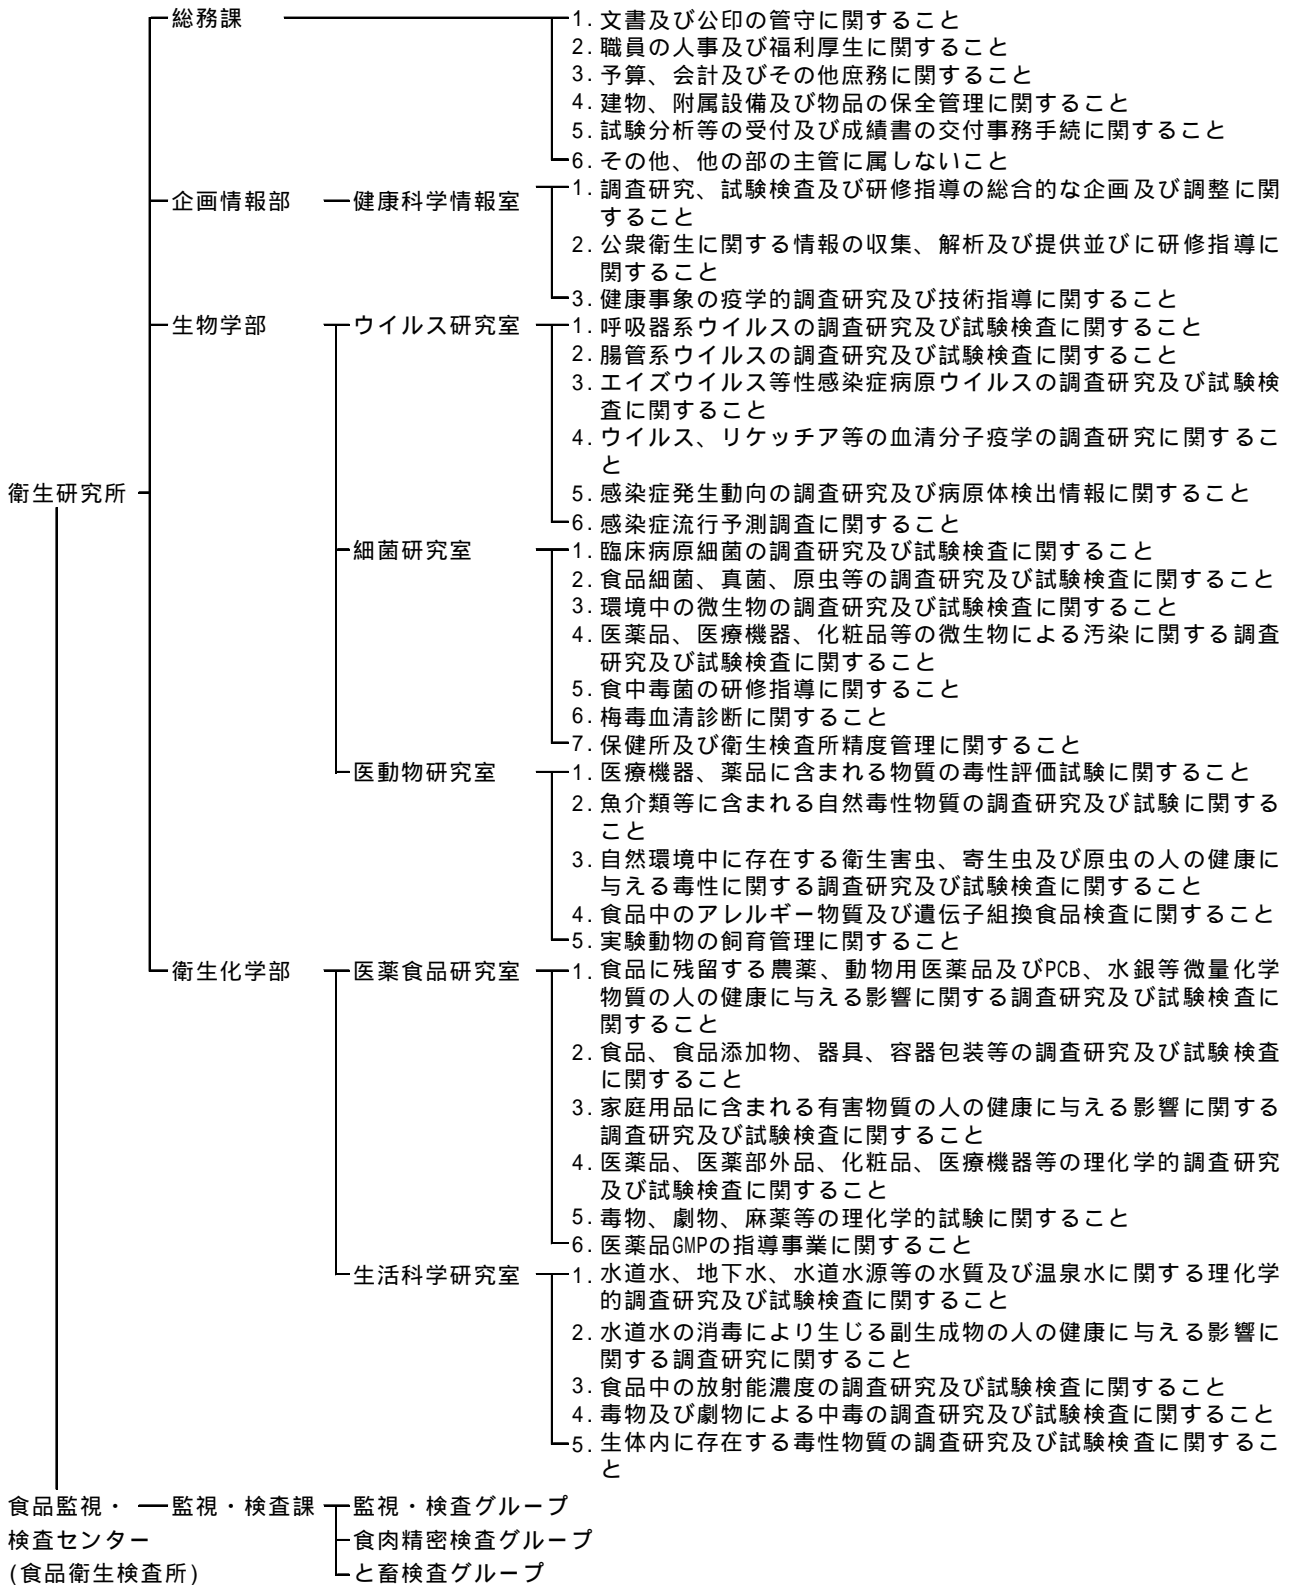 総務課
1. 文書及び公印の管守に関すること
2. 職員の人事及び福利厚生に関すること
3. 予算、会計及びその他庶務に関すること
4. 建物、附属設備及び物品の保全管理に関すること
5. 試験分析等の受付及び成績書の交付事務手続に関すること
6. その他、他の部の主管に属しないこと
企画情報部
健康科学情報室
1. 調査研究、試験検査及び研修指導の総合的な企画及び調整に関
すること
2. 公衆衛生に関する情報の収集、解析及び提供並びに研修指導に
関すること
3. 健康事象の疫学的調査研究及び技術指導に関すること
生物学部
ウイルス研究室
1. 呼吸器系ウイルスの調査研究及び試験検査に関すること
2. 腸管系ウイルスの調査研究及び試験検査に関すること
3. エイズウイルス等性感染症病原ウイルスの調査研究及び試験検
査に関すること
4. ウイルス、リケッチア等の血清分子疫学の調査研究に関するこ
と
衛生研究所
5. 感染症発生動向の調査研究及び病原体検出情報に関すること
6. 感染症流行予測調査に関すること
細菌研究室
1. 臨床病原細菌の調査研究及び試験検査に関すること
2. 食品細菌、真菌、原虫等の調査研究及び試験検査に関すること
3. 環境中の微生物の調査研究及び試験検査に関すること
4. 医薬品、医療機器、化粧品等の微生物による汚染に関する調査
研究及び試験検査に関すること
5. 食中毒菌の研修指導に関すること
6. 梅毒血清診断に関すること
7. 保健所及び衛生検査所精度管理に関すること
医動物研究室
1. 医療機器、薬品に含まれる物質の毒性評価試験に関すること
2. 魚介類等に含まれる自然毒性物質の調査研究及び試験に関する
こと
3. 自然環境中に存在する衛生害虫、寄生虫及び原虫の人の健康に
与える毒性に関する調査研究及び試験検査に関すること
4. 食品中のアレルギー物質及び遺伝子組換食品検査に関すること
5. 実験動物の飼育管理に関すること
衛生化学部
医薬食品研究室
1. 食品に残留する農薬、動物用医薬品及びPCB、水銀等微量化学
物質の人の健康に与える影響に関する調査研究及び試験検査に
関すること
2. 食品、食品添加物、器具、容器包装等の調査研究及び試験検査
に関すること
3. 家庭用品に含まれる有害物質の人の健康に与える影響に関する
調査研究及び試験検査に関すること
4. 医薬品、医薬部外品、化粧品、医療機器等の理化学的調査研究
及び試験検査に関すること
5. 毒物、劇物、麻薬等の理化学的試験に関すること
6. 医薬品GMPの指導事業に関すること
生活科学研究室
1. 水道水、地下水、水道水源等の水質及び温泉水に関する理化学
的調査研究及び試験検査に関すること
2. 水道水の消毒により生じる副生成物の人の健康に与える影響に
関する調査研究に関すること
3. 食品中の放射能濃度の調査研究及び試験検査に関すること
4. 毒物及び劇物による中毒の調査研究及び試験検査に関すること
5. 生体内に存在する毒性物質の調査研究及び試験検査に関するこ
と
食品監視・
検査センター
(食品衛生検査所)
監視・検査課
監視・検査グループ
食肉精密検査グループ
と畜検査グループ